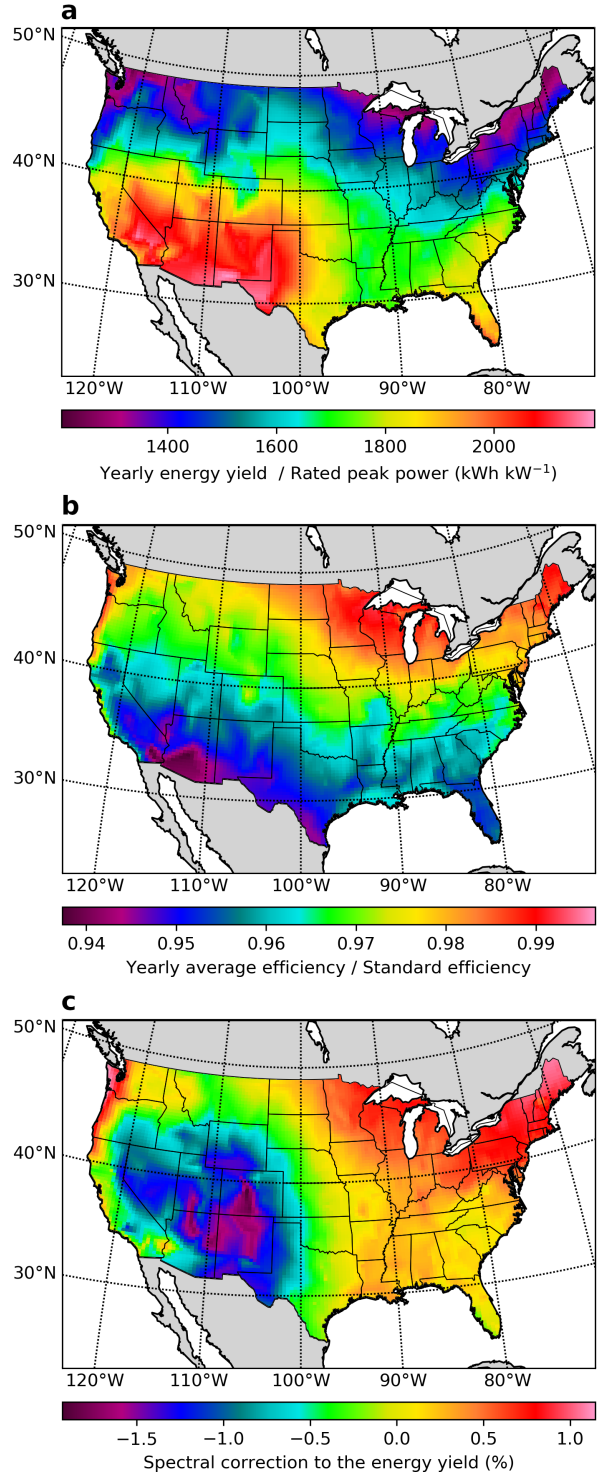 a
50°N
40°N
30°N
120°W 110°W 100°W 90°W 80°W
1400 1600 1800 2000
Yearly energy yield / Rated peak power (kWh kW⁻¹)
b
50°N
40°N
30°N
120°W 110°W 100°W 90°W 80°W
0.94 0.95 0.96 0.97 0.98 0.99
Yearly average efficiency / Standard efficiency
c
50°N
40°N
30°N
120°W 110°W 100°W 90°W 80°W
−1.5 −1.0 −0.5 0.0 0.5 1.0
Spectral correction to the energy yield (%)